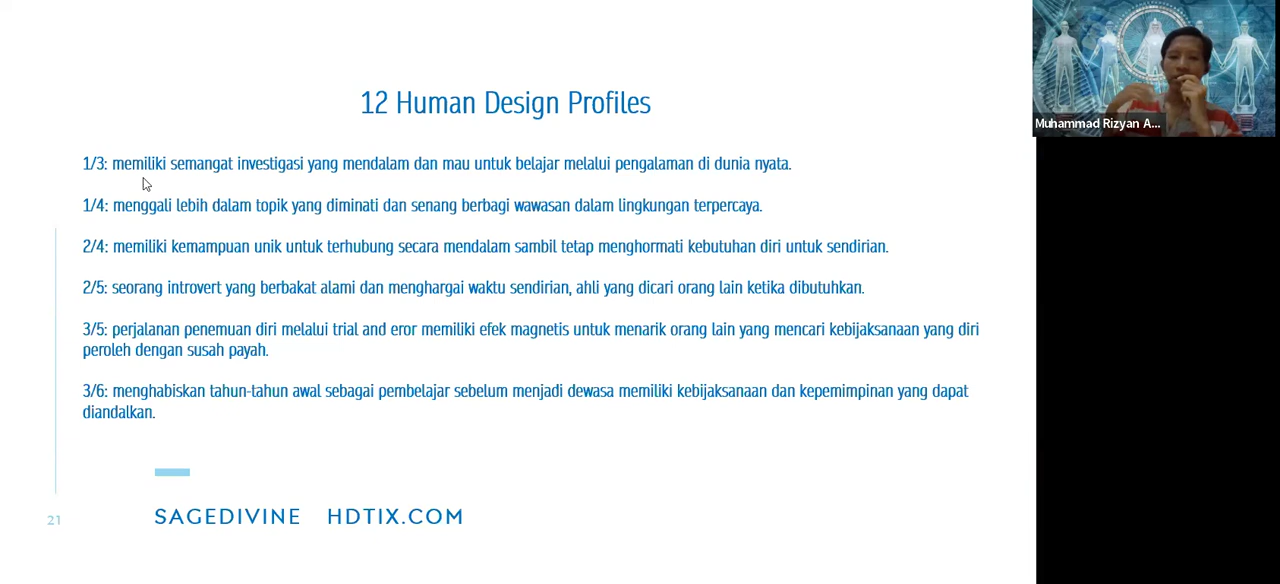 12 Human Design Profiles
1/3: memiliki semangat investigasi yang mendalam dan mau untuk belajar melalui pengalaman di dunia nyata.
1/4: menggali lebih dalam topik yang diminati dan senang berbagi wawasan dalam lingkungan terpercaya.
2/4: memiliki kemampuan unik untuk terhubung secara mendalam sambil tetap menghormati kebutuhan diri untuk sendirian.
2/5: seorang introvert yang berbakat alami dan menghargai waktu sendirian, ahli yang dicari orang lain ketika dibutuhkan.
3/5: perjalanan penemuan diri melalui trial and eror memiliki efek magnetis untuk menarik orang lain yang mencari kebijaksanaan yang diri
peroleh dengan susah payah.
3/6: menghabiskan tahun-tahun awal sebagai pembelajar sebelum menjadi dewasa memiliki kebijaksanaan dan kepemimpinan yang dapat
diandalkan.
21
SAGEDIVINE HDTIX.COM
Muhammad Rizyan A...